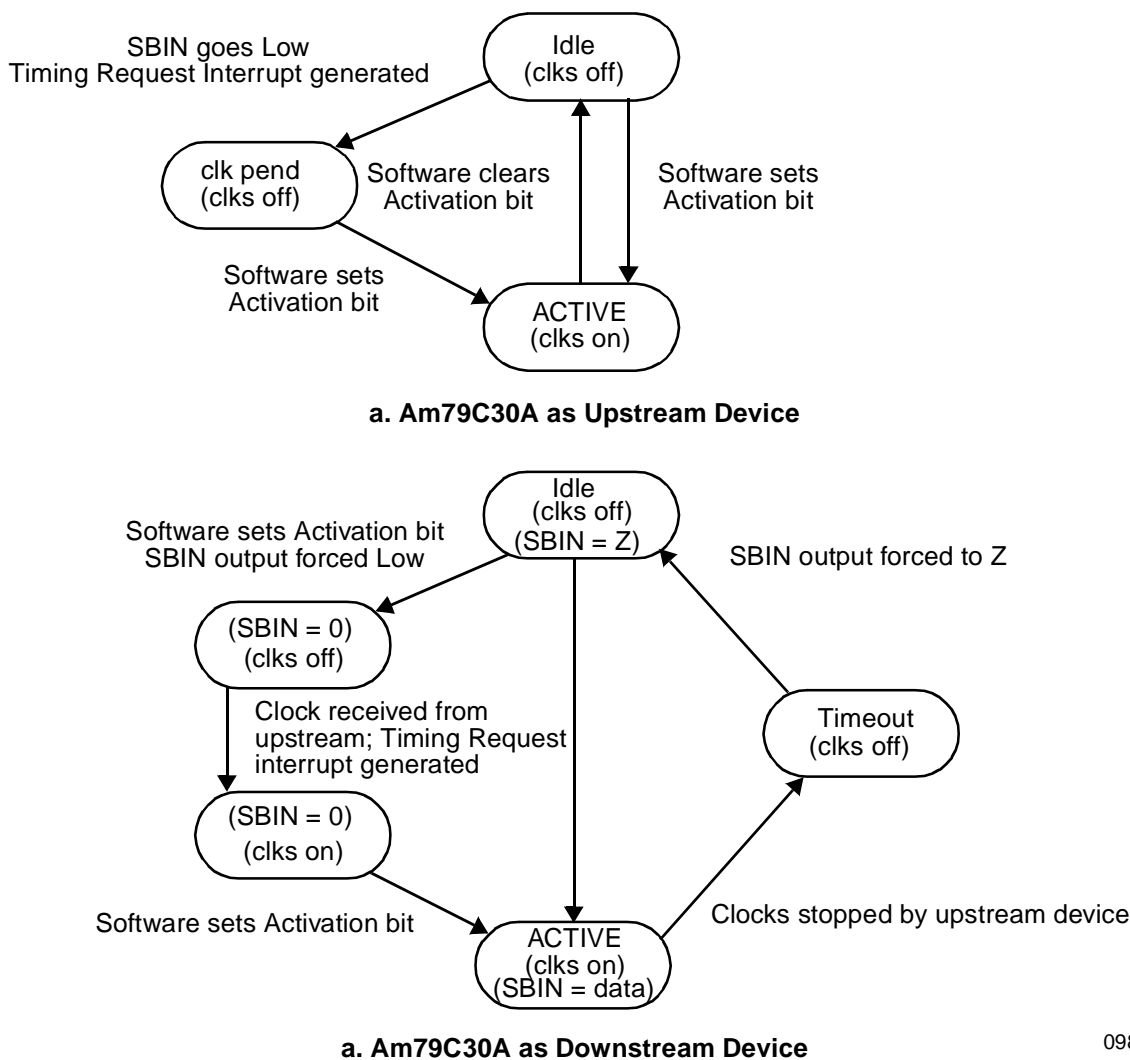 SBIN goes Low
Timing Request Interrupt generated
Idle
(clks off)
clk pend
(clks off)
Software clears
Activation bit
Software sets
Activation bit
Software sets
Activation bit
ACTIVE
(clks on)
a. Am79C30A as Upstream Device
Idle
(clks off)
(SBIN = Z)
Software sets Activation bit
SBIN output forced Low
SBIN output forced to Z
(SBIN = 0)
(clks off)
Clock received from
upstream; Timing Request
interrupt generated
Timeout
(clks off)
(SBIN = 0)
(clks on)
Software sets Activation bit
Clocks stopped by upstream device
ACTIVE
(clks on)
(SBIN = data)
a. Am79C30A as Downstream Device